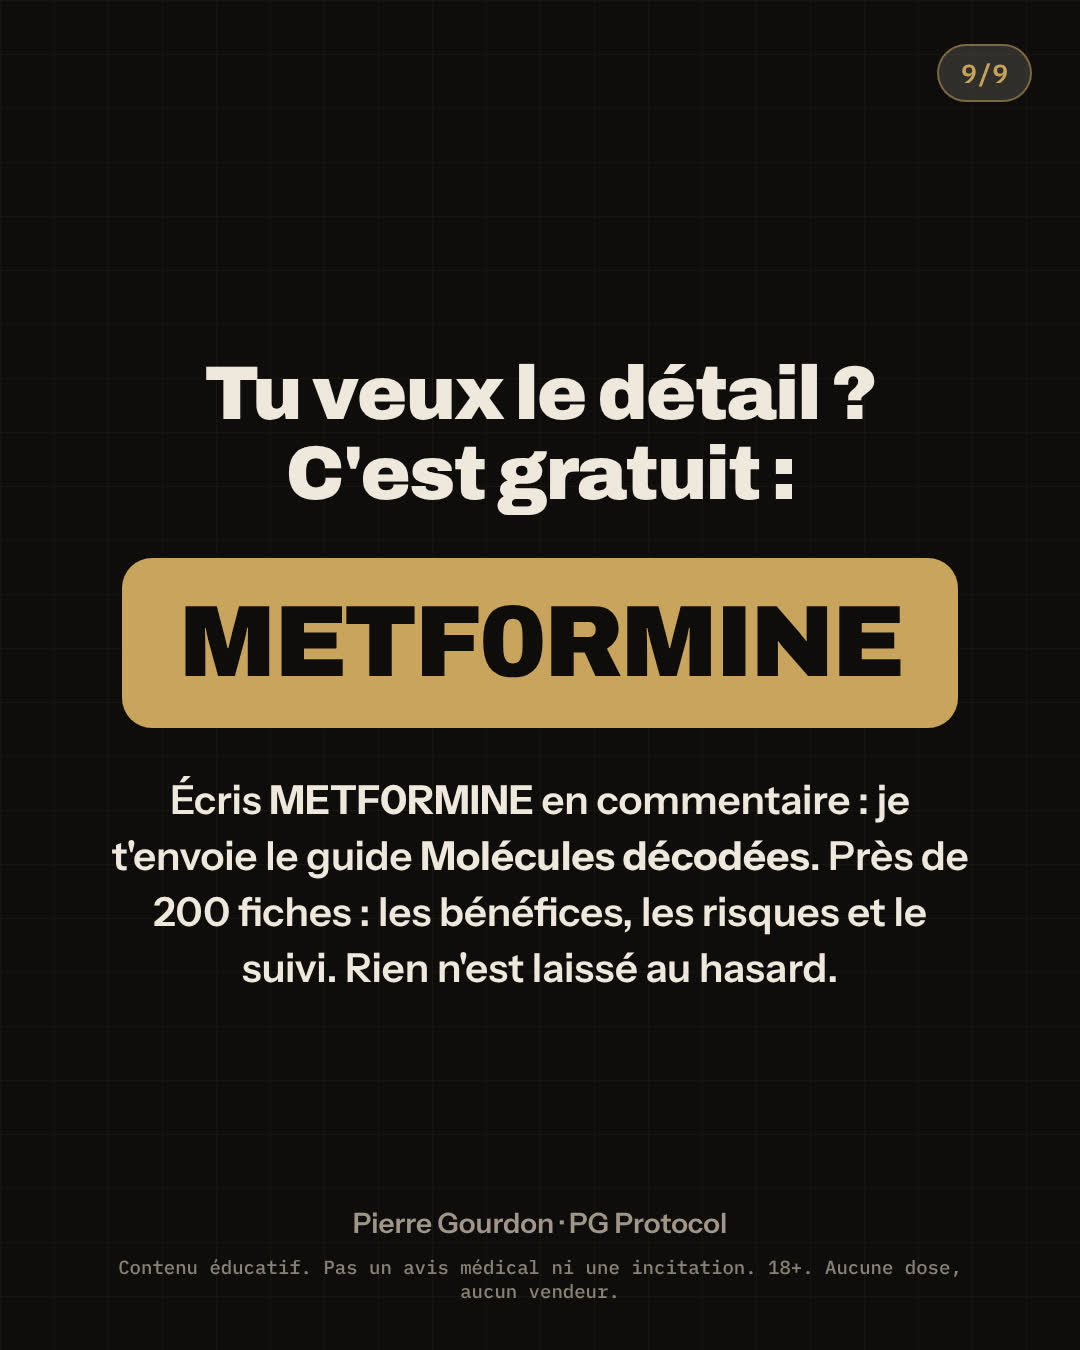 9/9
Tu veux le détail ?
C'est gratuit :
METF0RMINE
Écris METF0RMINE en commentaire : je
t'envoie le guide Molécules décodées. Près de
200 fiches : les bénéfices, les risques et le
suivi. Rien n'est laissé au hasard.
Pierre Gourdon · PG Protocol
Contenu éducatif. Pas un avis médical ni une incitation. 18+. Aucune dose,
aucun vendeur.